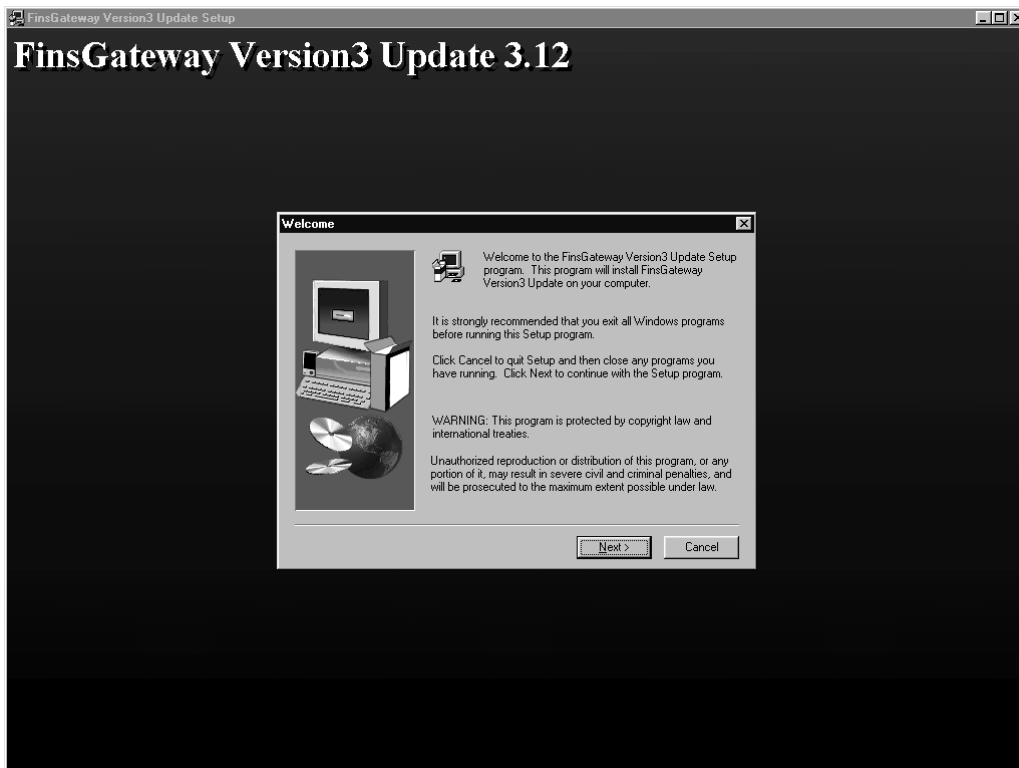 FinsGateway Version3 Update Setup
FinsGateway Version3 Update 3.12
Welcome
Welcome to the FinsGateway Version3 Update Setup
program. This program will install FinsGateway
Version3 Update on your computer.
It is strongly recommended that you exit all Windows programs
before running this Setup program.
Click Cancel to quit Setup and then close any programs you
have running. Click Next to continue with the Setup program.
WARNING: This program is protected by copyright law and
international treaties.
Unauthorized reproduction or distribution of this program, or any
portion of it, may result in severe civil and criminal penalties, and
will be prosecuted to the maximum extent possible under law.
Next >
Cancel